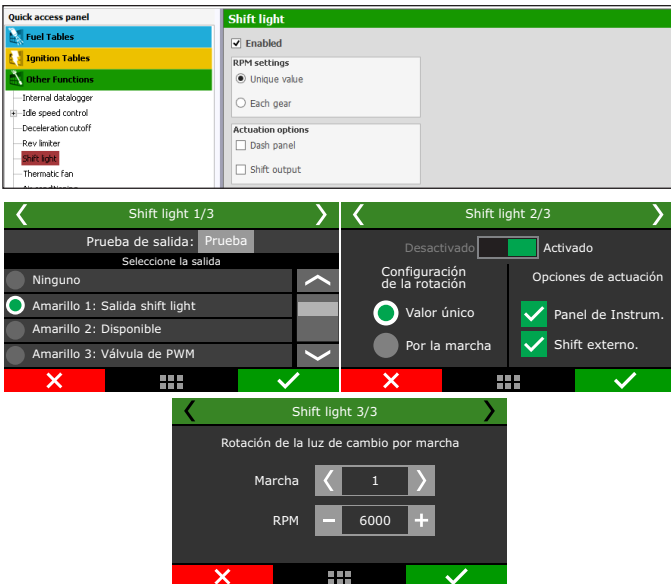 Quick access panel
Fuel Tables
Ignition Tables
Other Functions
Internal datalogger
Idle speed control
Deceleration cutoff
Rev limiter
Shift light
Thermatic fan
Shift light
Enabled
RPM settings
Unique value
Each gear
Actuation options
Dash panel
Shift output
Shift light 1/3
Prueba de salida: Prueba
Seleccione la salida
Ninguno
Amarillo 1: Salida shift light
Amarillo 2: Disponible
Amarillo 3: Válvula de PWM
Shift light 2/3
Desactivado Activado
Configuración
de la rotación
Valor único
Por la marcha
Opciones de actuación
Panel de Instrum.
Shift externo.
Shift light 3/3
Rotación de la luz de cambio por marcha
Marcha 1
RPM 6000